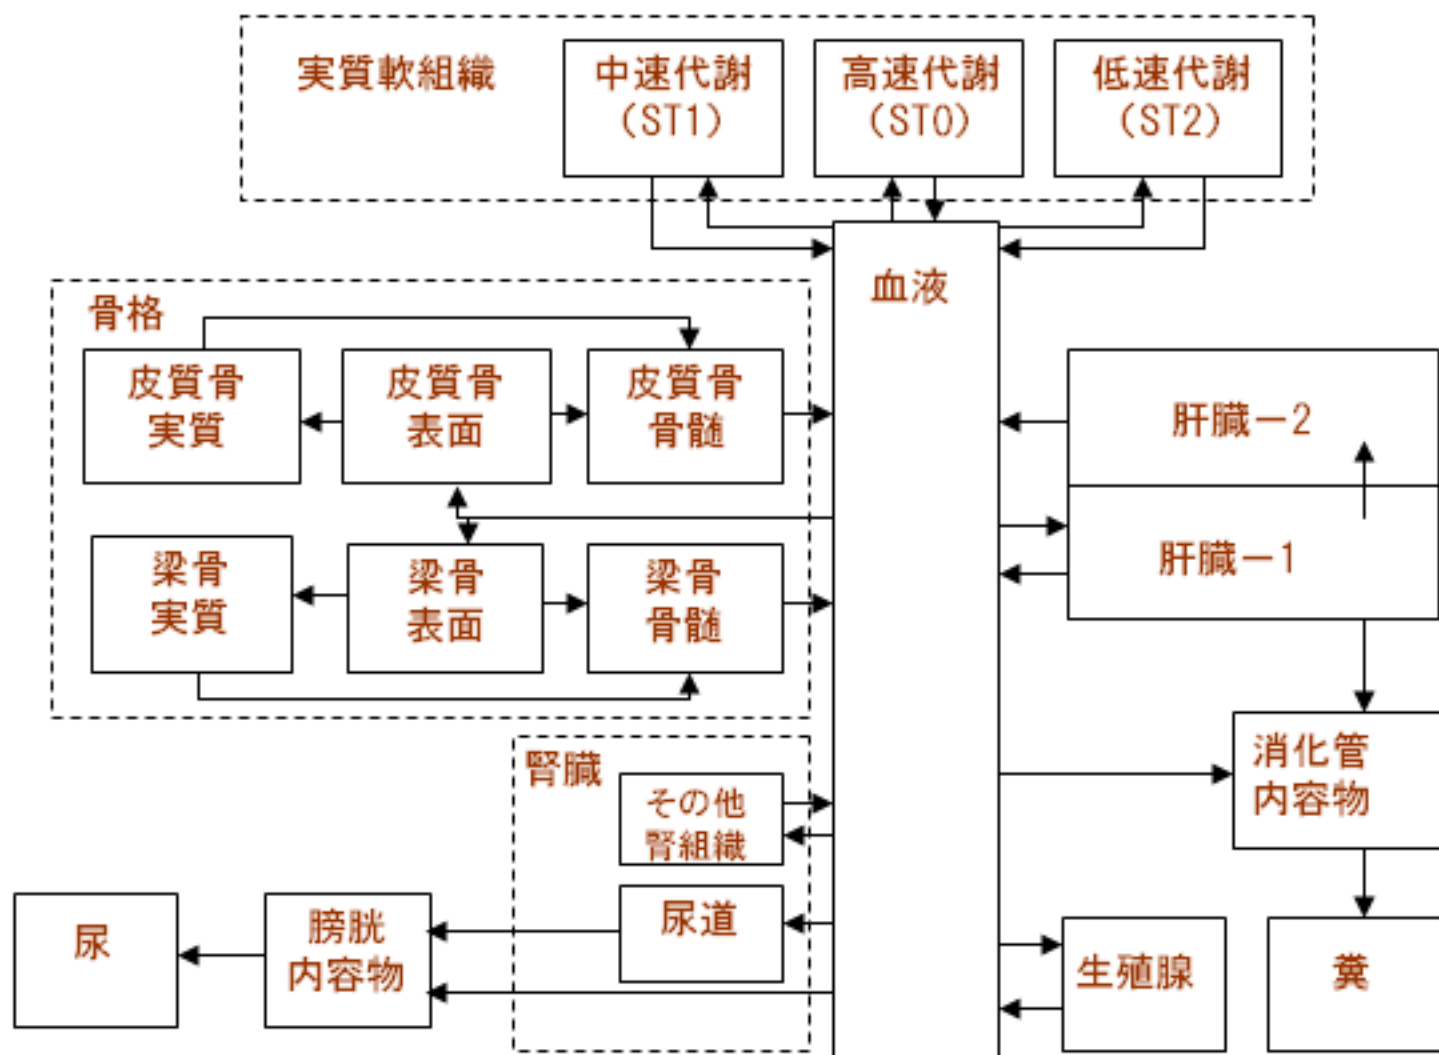 実質軟組織
中速代謝
(ST1)
高速代謝
(ST0)
低速代謝
(ST2)
血液
骨格
皮質骨
実質
皮質骨
表面
皮質骨
骨髄
肝臓－2
梁骨
実質
梁骨
表面
梁骨
骨髄
肝臓－1
腎臓
その他
腎組織
消化管
内容物
尿
膀胱
内容物
尿道
生殖腺
糞